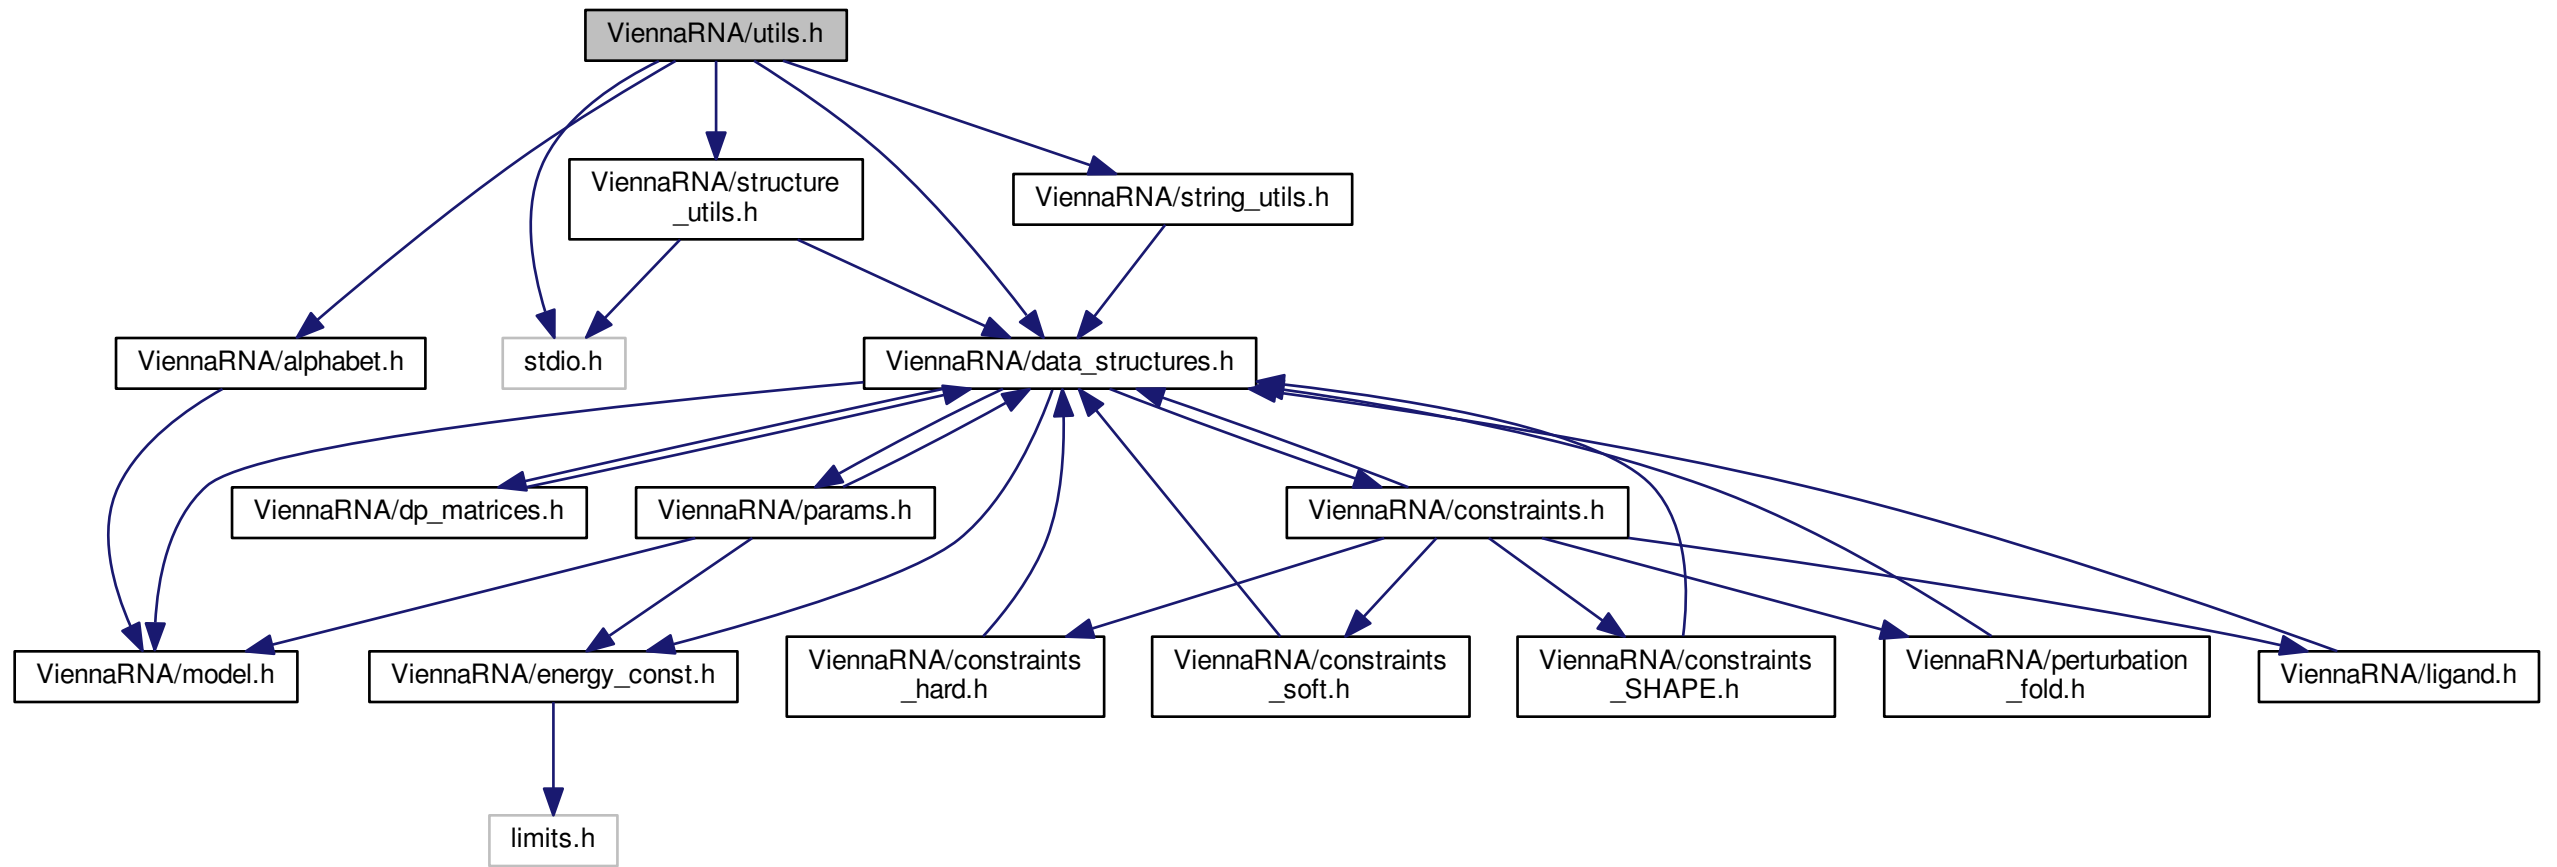 ViennaRNA/utils.h
ViennaRNA/structure
_utils.h
ViennaRNA/string_utils.h
ViennaRNA/alphabet.h
stdio.h
ViennaRNA/data_structures.h
ViennaRNA/dp_matrices.h
ViennaRNA/params.h
ViennaRNA/constraints.h
ViennaRNA/model.h
ViennaRNA/energy_const.h
ViennaRNA/constraints
_hard.h
ViennaRNA/constraints
_soft.h
ViennaRNA/constraints
_SHAPE.h
ViennaRNA/perturbation
_fold.h
ViennaRNA/ligand.h
limits.h